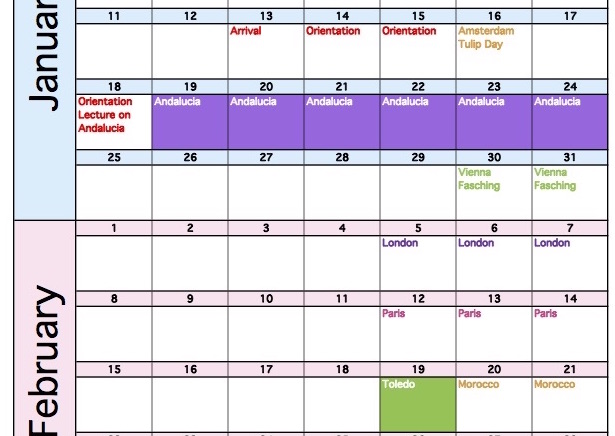 Januar
11 12 13 14 15 16 17
Arrival Orientation Orientation Amsterdam
Tulip Day
18 19 20 21 22 23 24
Orientation Andalucia Andalucia Andalucia Andalucia Andalucia Andalucia
Lecture on
Andalucia
25 26 27 28 29 30 31
Vienna Vienna
Fasching Fasching
February
1 2 3 4 5 6 7
London London London
8 9 10 11 12 13 14
Paris Paris Paris
15 16 17 18 19 20 21
Toledo Morocco Morocco